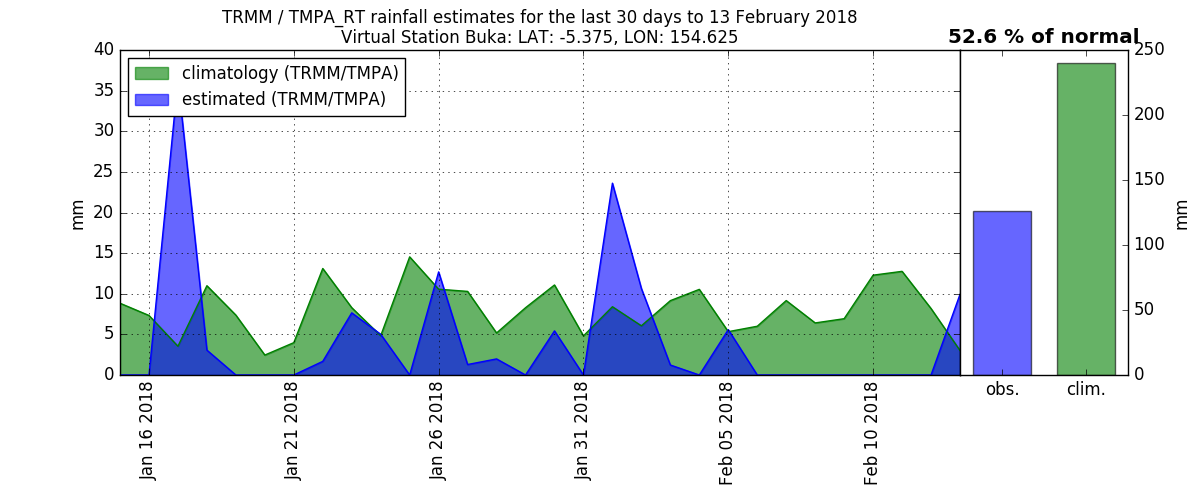 TRMM / TMPA_RT rainfall estimates for the last 30 days to 13 February 2018
Virtual Station Buka: LAT: -5.375, LON: 154.625
52.6 % of normal
climatology (TRMM/TMPA)
estimated (TRMM/TMPA)
40
35
30
25
20
15
10
5
0
mm
Jan 16 2018
Jan 21 2018
Jan 26 2018
Jan 31 2018
Feb 05 2018
Feb 10 2018
obs.
clim.
250
200
150
100
50
0
mm